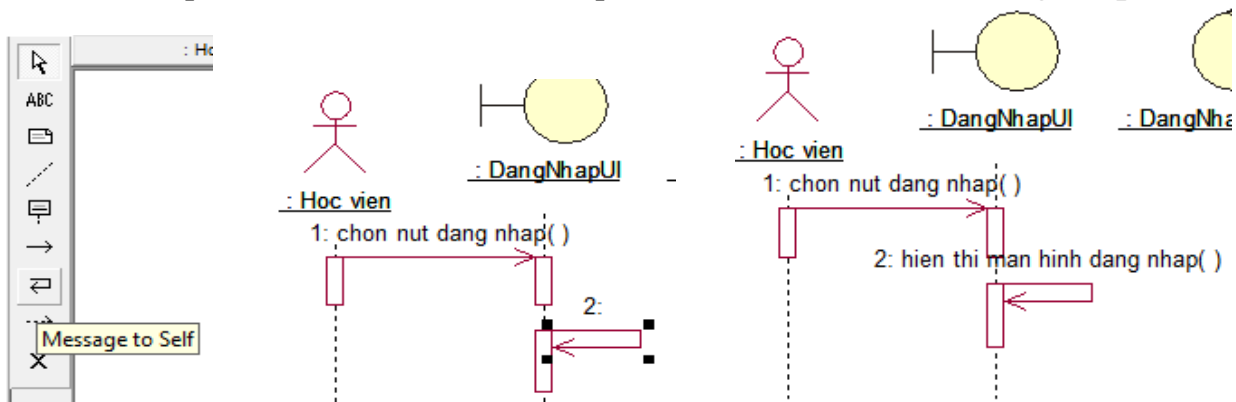 : Ho
ABC
Message to Self
: DangNhapUI
: Hoc vien
1: chon nut dang nhap( )
2:
: DangNhapUI
: DangNha
: Hoc vien
1: chon nut dang nhap( )
2: hien thi man hinh dang nhap( )